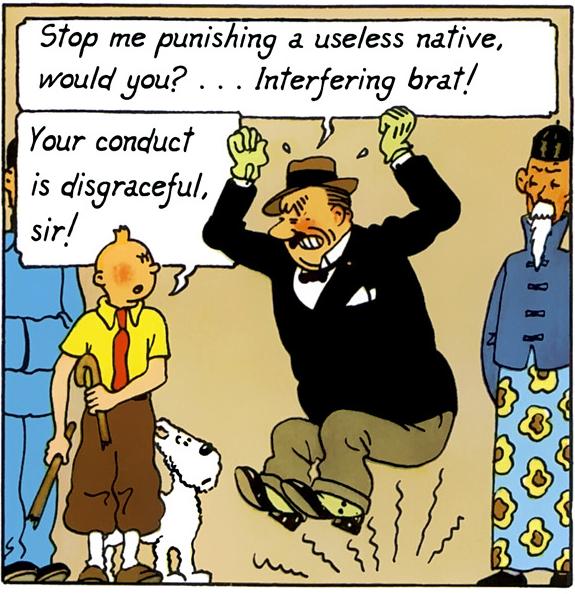 Stop me punishing a useless native,
would you? . . . Interfering brat!
Your conduct
is disgraceful,
sir!